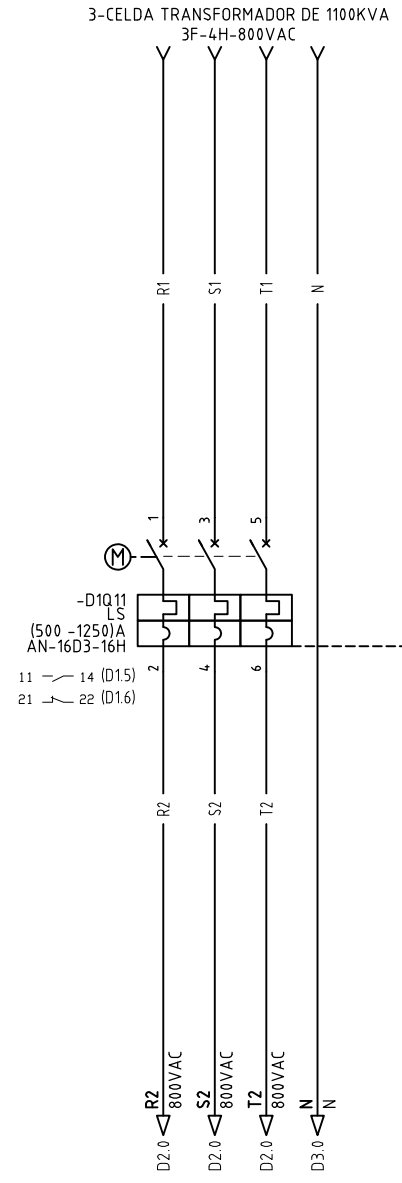 3-CELDA TRANSFORMADOR DE 1100KVA
3F-4H-800VAC
R1
S1
T1
N
1
3
5
M
-D1Q11
LS
(500 -1250)A
AN-16D3-16H
2
4
6
11 14 (D1.5)
21 22 (D1.6)
R2
S2
T2
R2
800VAC
S2
800VAC
T2
800VAC
N
N
D2.0
D2.0
D2.0
D3.0